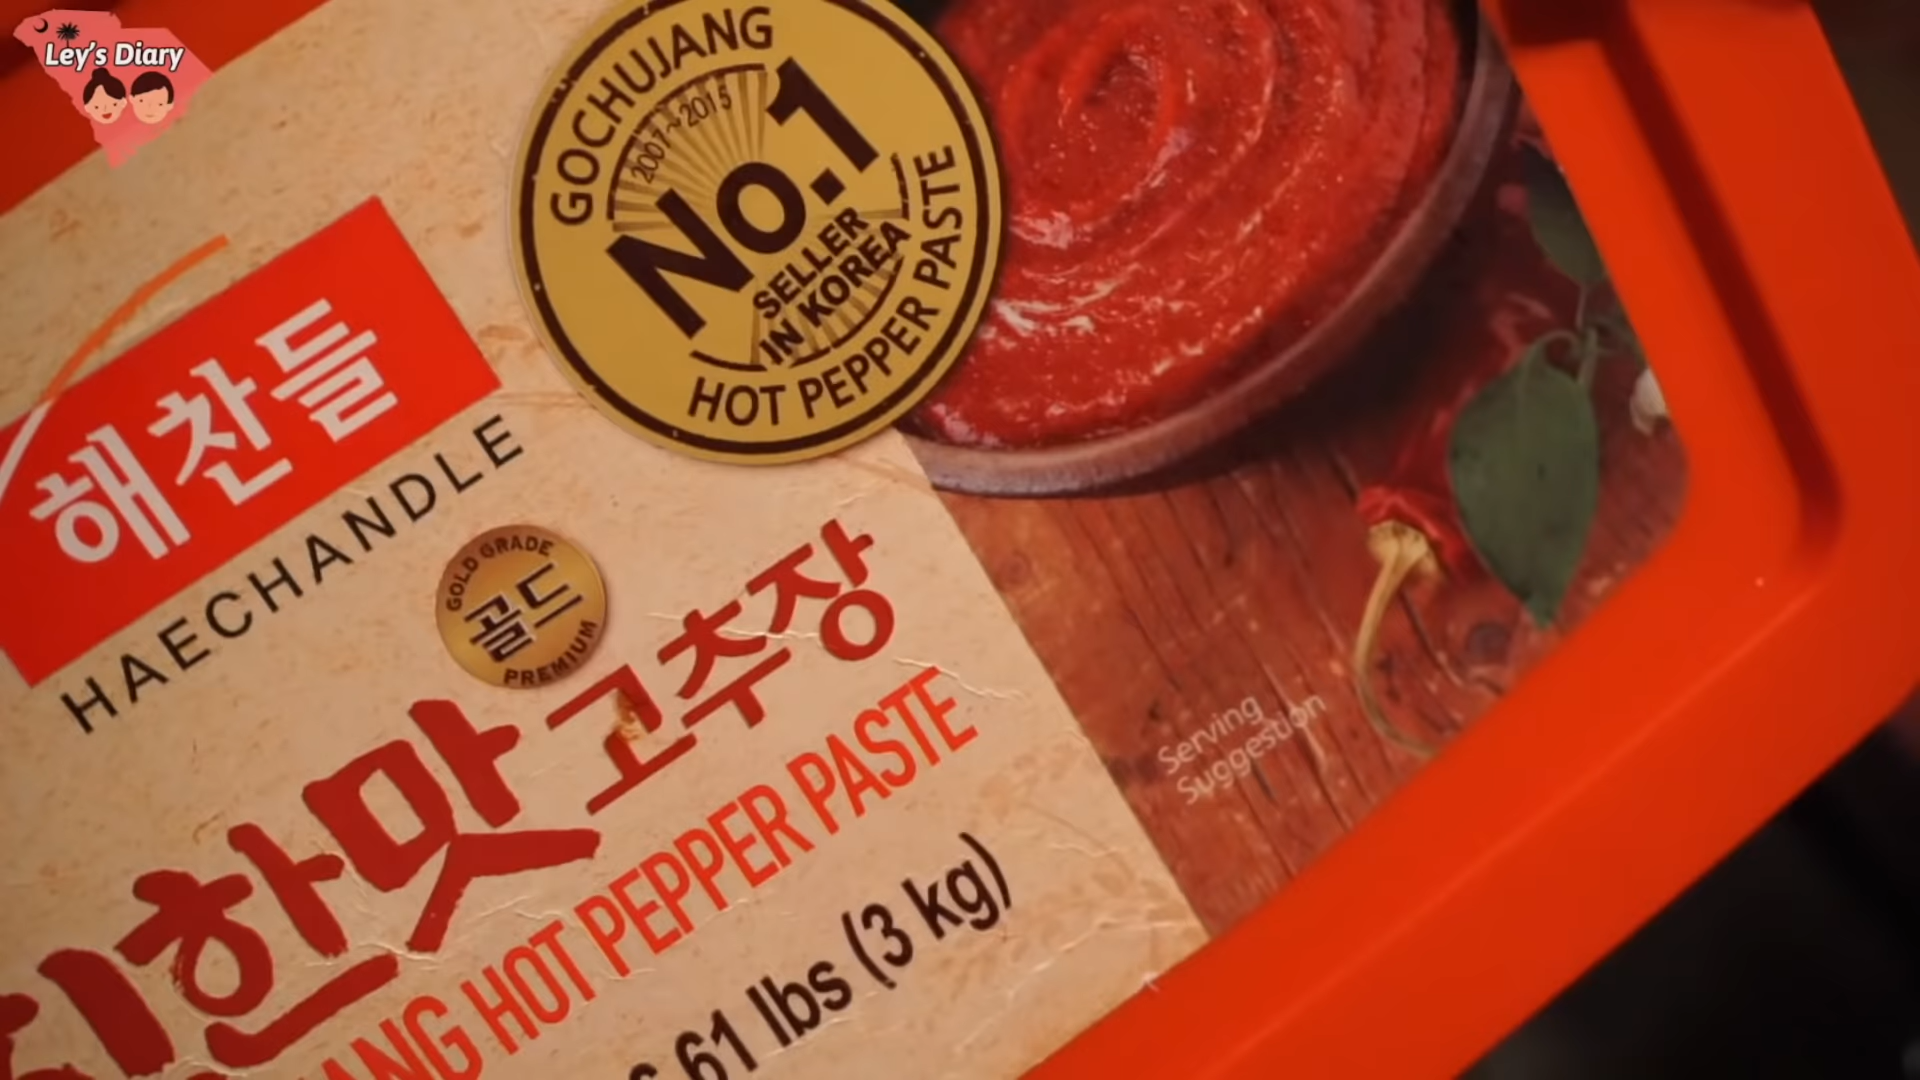 Ley's Diary
GOCHUJANG
2007~2015
No.1
SELLER
IN KOREA
HOT PEPPER PASTE
해찬들
HAECHANDLE
GOLD GRADE
골드
PREMIUM
한맛 고추장
HOT PEPPER PASTE
61 lbs (3 kg)
Serving
Suggestion